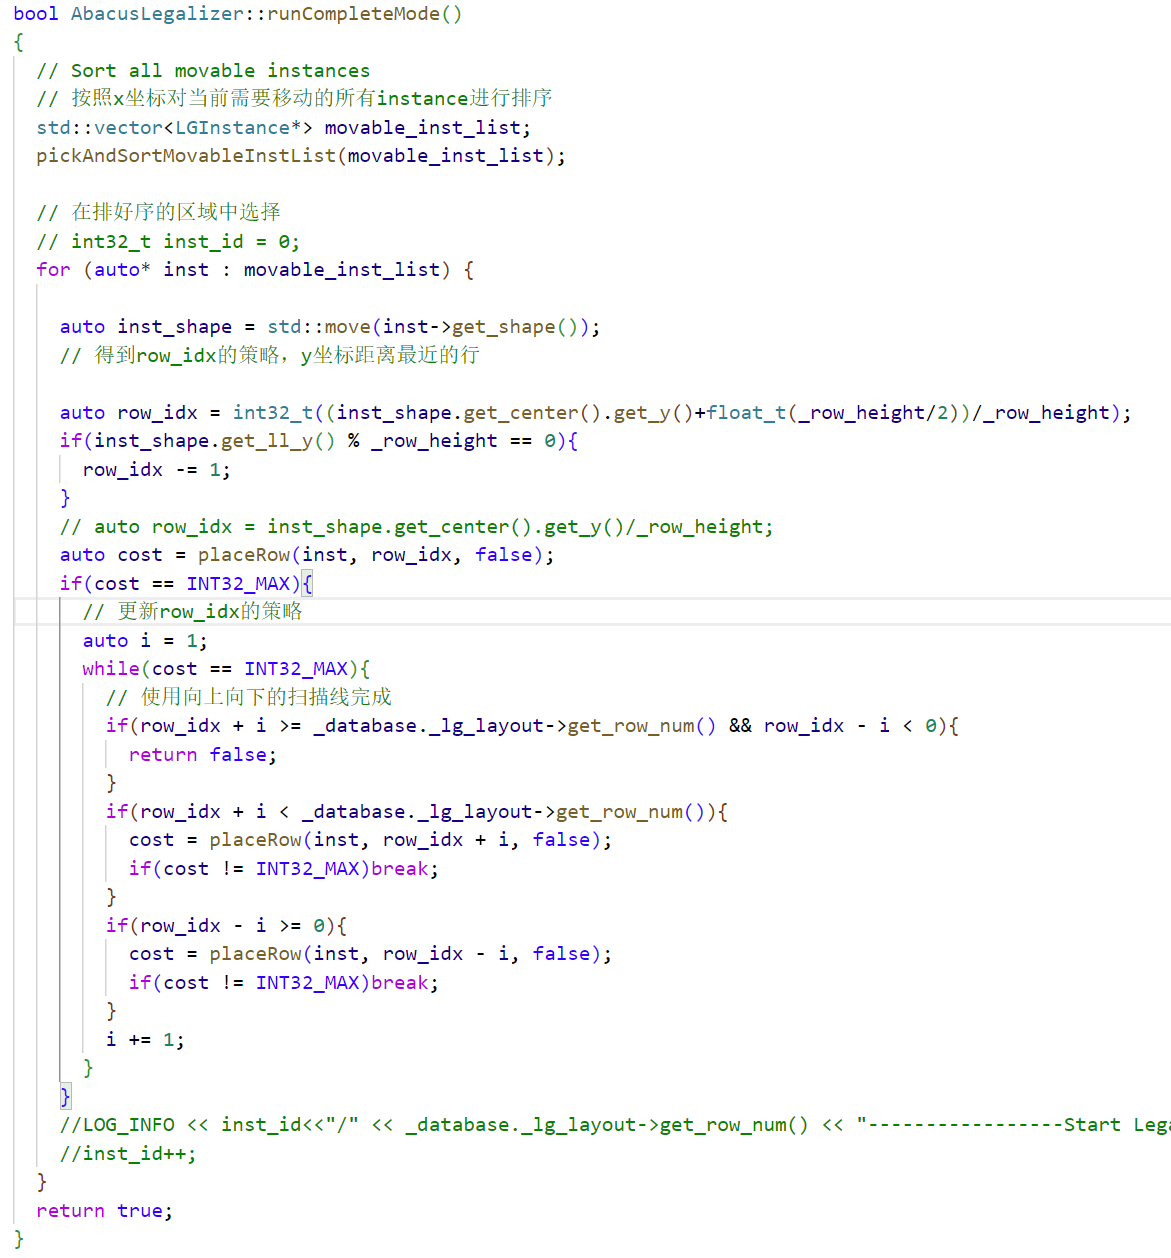 bool AbacusLegalizer::runCompleteMode()
{
// Sort all movable instances
// 按照x坐标对当前需要移动的所有instance进行排序
std::vector<LGInstance*> movable_inst_list;
pickAndSortMovableInstList(movable_inst_list);
// 在排好序的区域中选择
// int32_t inst_id = 0;
for (auto* inst : movable_inst_list) {
auto inst_shape = std::move(inst->get_shape());
// 得到row_idx的策略，y坐标距离最近的行
auto row_idx = int32_t((inst_shape.get_center().get_y()+float_t(_row_height/2))/_row_height);
if(inst_shape.get_ll_y() % _row_height == 0){
row_idx -= 1;
}
// auto row_idx = inst_shape.get_center().get_y()/_row_height;
auto cost = placeRow(inst, row_idx, false);
if(cost == INT32_MAX){
// 更新row_idx的策略
auto i = 1;
while(cost == INT32_MAX){
// 使用向上向下的扫描线完成
if(row_idx + i >= _database._lg_layout->get_row_num() && row_idx - i < 0){
return false;
}
if(row_idx + i < _database._lg_layout->get_row_num()){
cost = placeRow(inst, row_idx + i, false);
if(cost != INT32_MAX)break;
}
if(row_idx - i >= 0){
cost = placeRow(inst, row_idx - i, false);
if(cost != INT32_MAX)break;
}
i += 1;
}
}
//LOG_INFO << inst_id<<"/" << _database._lg_layout->get_row_num() << "-----------------Start Lega
//inst_id++;
}
return true;
}